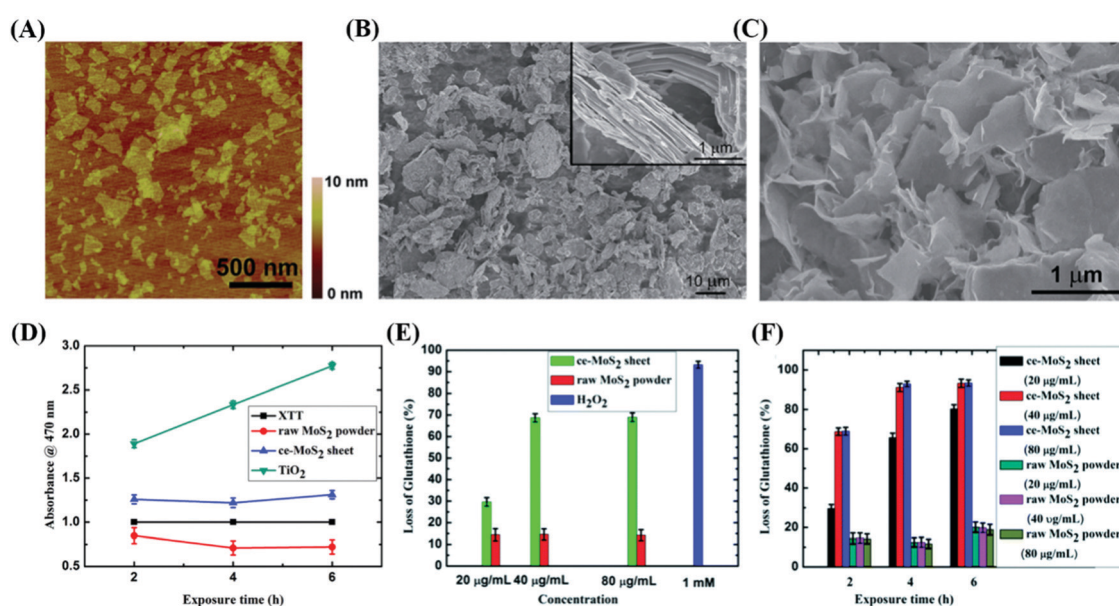 (A)
10 nm
500 nm
0 nm
(B)
1 μm
10 μm
(C)
1 μm
(D)
3.0
2.5
2.0
1.5
1.0
0.5
Absorbance @ 470 nm
XTT
raw MoS2 powder
ce-MoS2 sheet
TiO2
2 4 6
Exposure time (h)
(E)
100
90
80
70
60
50
40
30
20
10
0
Loss of Glutathione (%)
ce-MoS2 sheet
raw MoS2 powder
H2O2
20 μg/mL 40 μg/mL 80 μg/mL 1 mM
Concentration
(F)
100
80
60
40
20
0
Loss of Glutathione (%)
ce-MoS2 sheet
(20 μg/mL)
ce-MoS2 sheet
(40 μg/mL)
ce-MoS2 sheet
(80 μg/mL)
raw MoS2 powder
(20 μg/mL)
raw MoS2 powder
(40 υg/mL)
raw MoS2 powder
(80 μg/mL)
2 4 6
Exposure time (h)